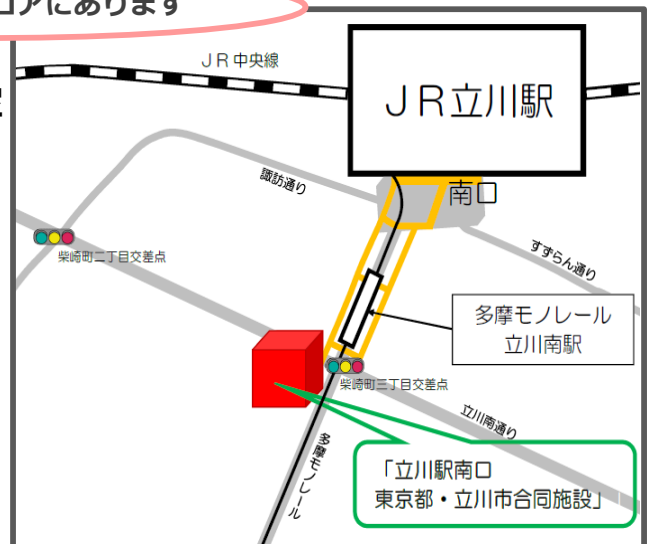 コアにあります
ＪＲ中央線
ＪＲ立川駅
南口
諏訪通り
すずらん通り
柴崎町二丁目交差点
多摩モノレール
立川南駅
柴崎町三丁目交差点
立川南通り
多摩モノレール
「立川駅南口
東京都・立川市合同施設」